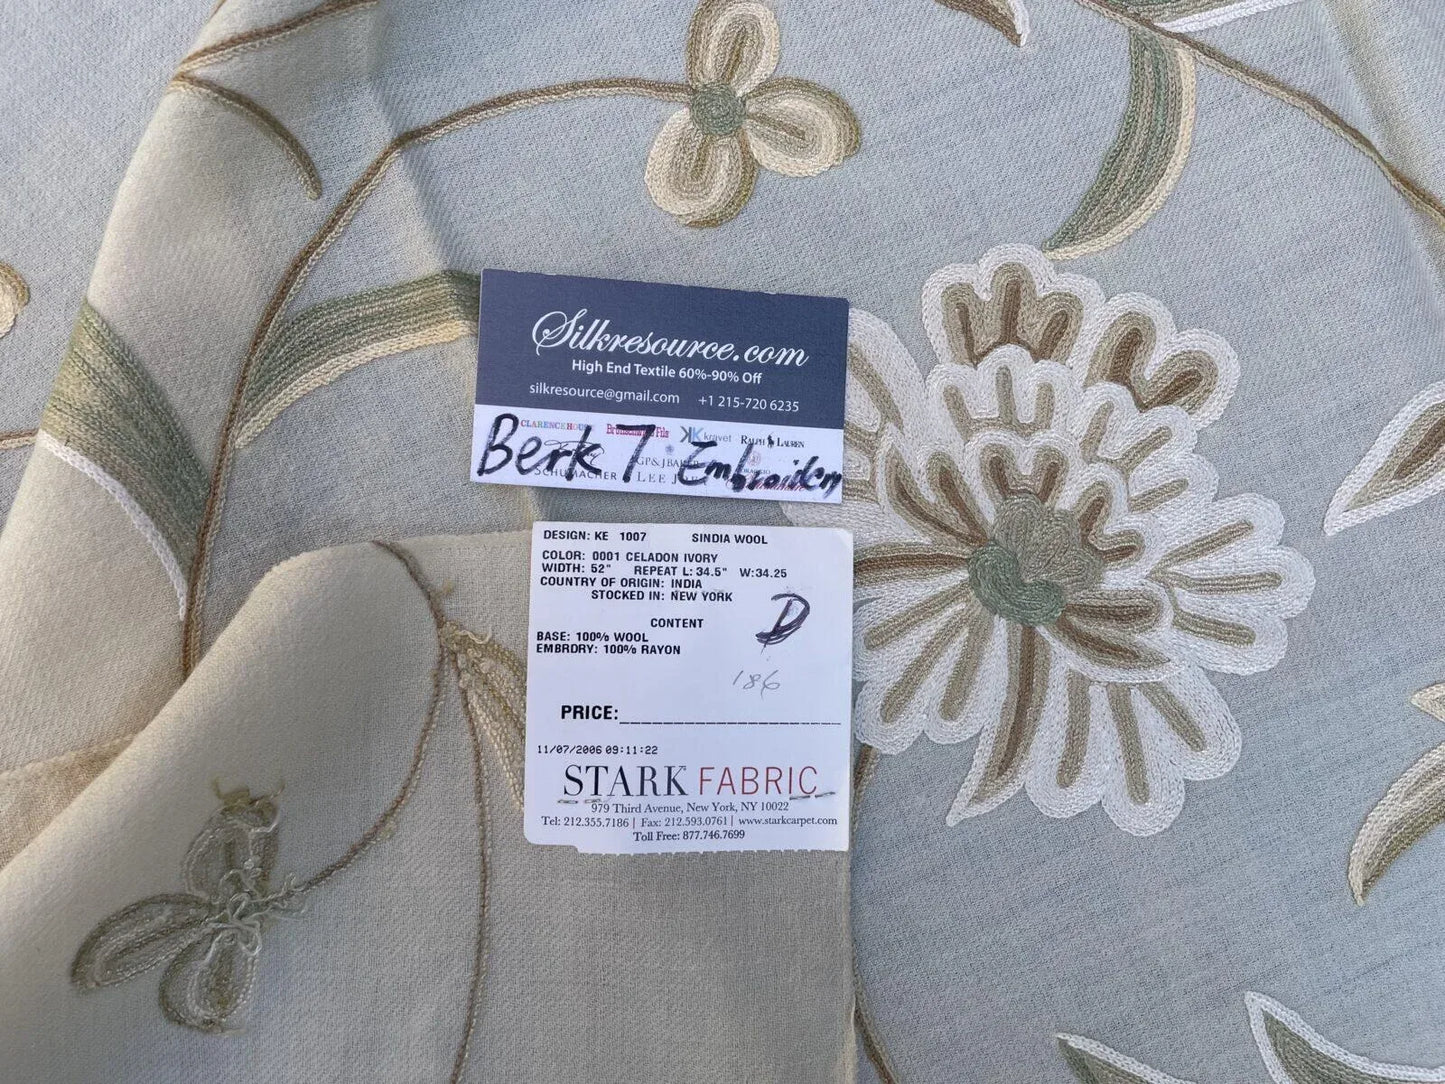 Silkresource.com
High End Textile 60%-90% Off
silkresource@gmail.com +1 215-720 6235
CLARENCE HOUSE Kravet RALPH LAUREN
Berk 7 Embroidem
SCHUMACHER LEE
DESIGN: KE 1007 SINDIA WOOL
COLOR: 0001 CELADON IVORY
WIDTH: 52" REPEAT L: 34.5" W:34.25
COUNTRY OF ORIGIN: INDIA
STOCKED IN: NEW YORK
CONTENT
D
BASE: 100% WOOL
EMBRDRY: 100% RAYON
186
PRICE:
11/07/2006 09:11:22
STARK FABRIC
979 Third Avenue, New York, NY 10022
Tel: 212.355.7186 | Fax: 212.593.0761 | www.starkcarpet.com
Toll Free: 877.746.7699